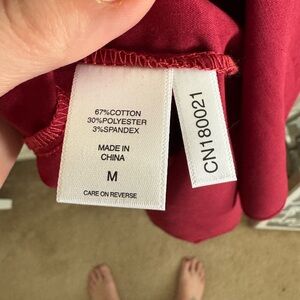 67%COTTON
30%POLYESTER
3%SPANDEX
MADE IN
CHINA
M
CARE ON REVERSE
CN180021